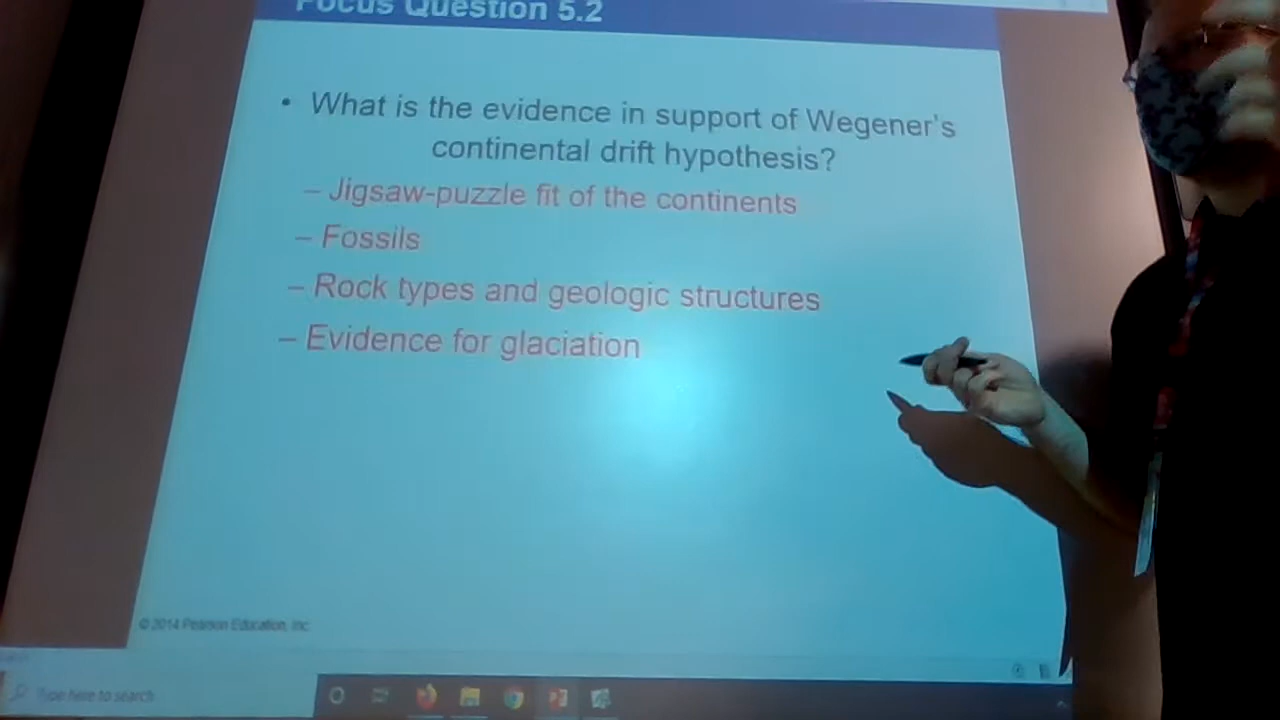 Focus Question 5.2
• What is the evidence in support of Wegener's
continental drift hypothesis?
– Jigsaw-puzzle fit of the continents
– Fossils
– Rock types and geologic structures
– Evidence for glaciation
© 2014 Pearson Education, Inc.
Type here to search